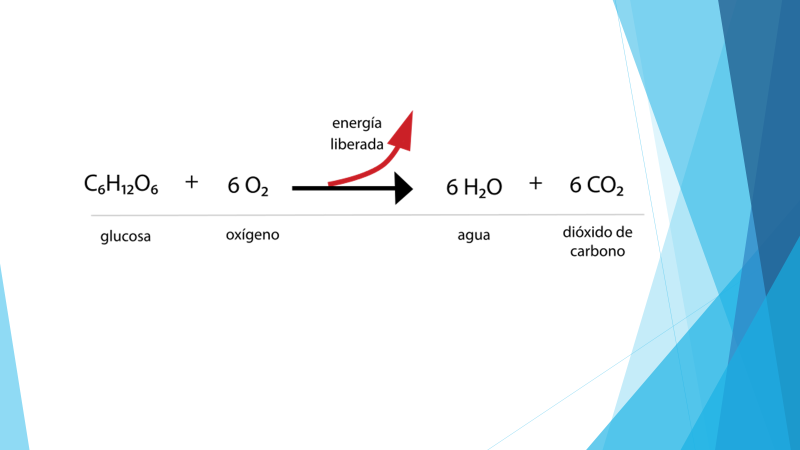 energía
liberada
C₆H₁₂O₆ + 6 O₂ 6 H₂O + 6 CO₂
glucosa oxígeno agua dióxido de
carbono